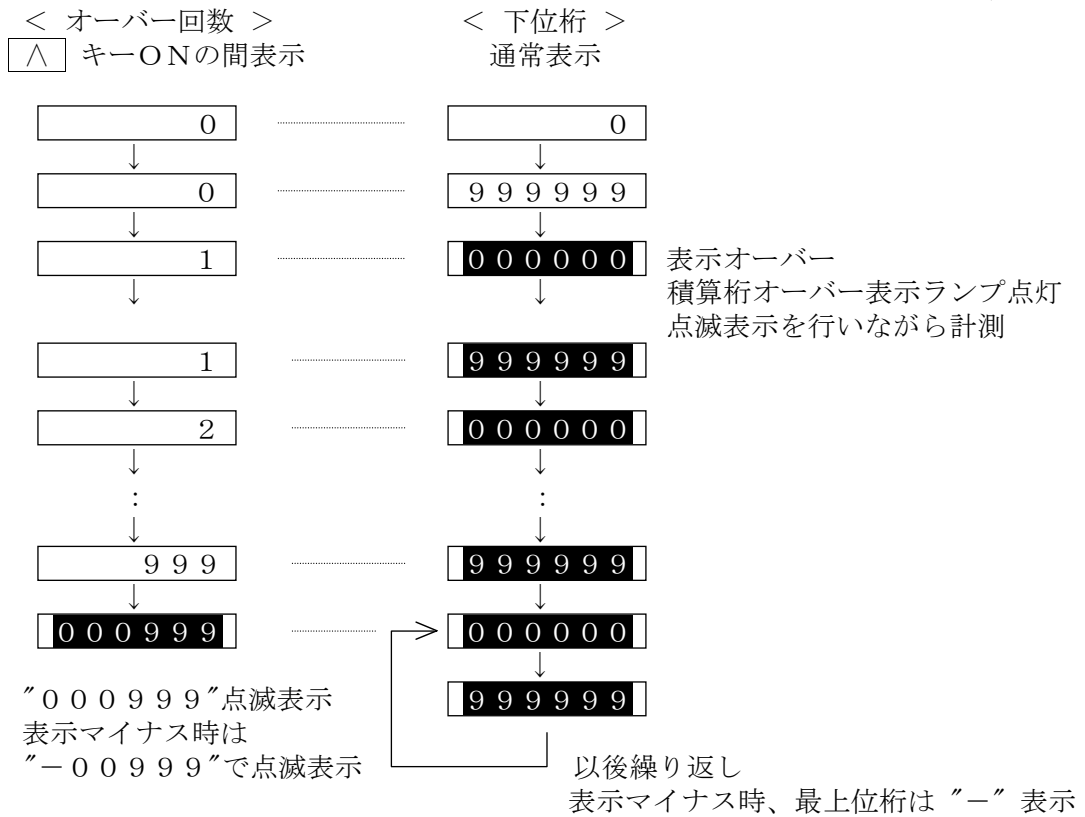 ＜ オーバー回数 ＞
∧ キーＯＮの間表示
＜ 下位桁 ＞
通常表示
０ ０
↓ ↓
０ ９９９９９９
↓ ↓
１ ００００００
↓ ↓
表示オーバー
積算桁オーバー表示ランプ点灯
点滅表示を行いながら計測
１ ９９９９９９
↓ ↓
２ ００００００
↓ ↓
： ：
↓ ↓
９９９ ９９９９９９
↓ ↓
０００９９９ ００００００
↓
９９９９９９
″０００９９９″点滅表示
表示マイナス時は
″－００９９９″で点滅表示
以後繰り返し
表示マイナス時、最上位桁は ″－″ 表示